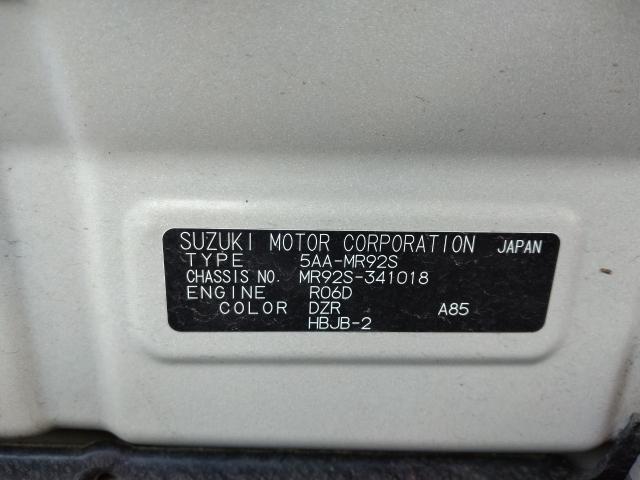 SUZUKI MOTOR CORPORATION JAPAN
TYPE 5AA-MR92S
CHASSIS NO. MR92S-341018
ENGINE R06D
COLOR DZR A85
HBJB-2